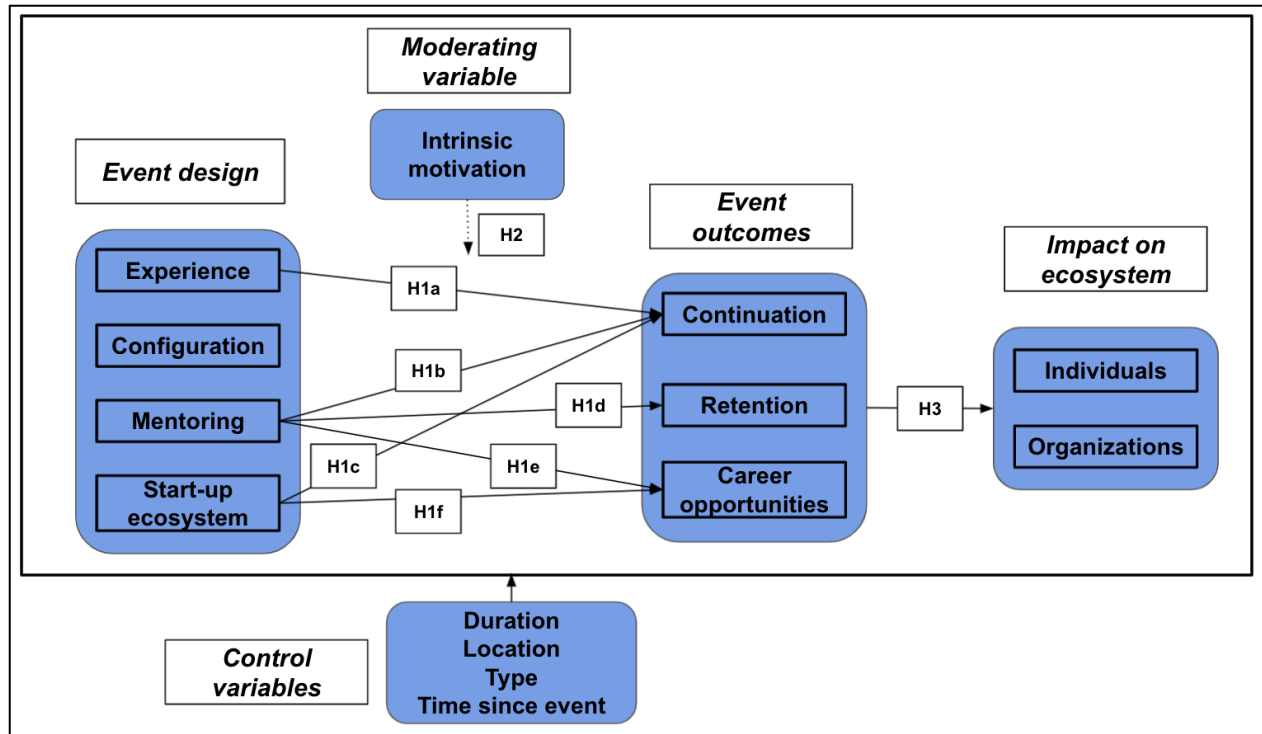 Moderating
variable
Intrinsic
motivation
H2
Event design
Experience
Configuration
Mentoring
Start-up
ecosystem
H1a
H1b
H1d
H1c
H1e
H1f
Event
outcomes
Continuation
Retention
Career
opportunities
H3
Impact on
ecosystem
Individuals
Organizations
Control
variables
Duration
Location
Type
Time since event